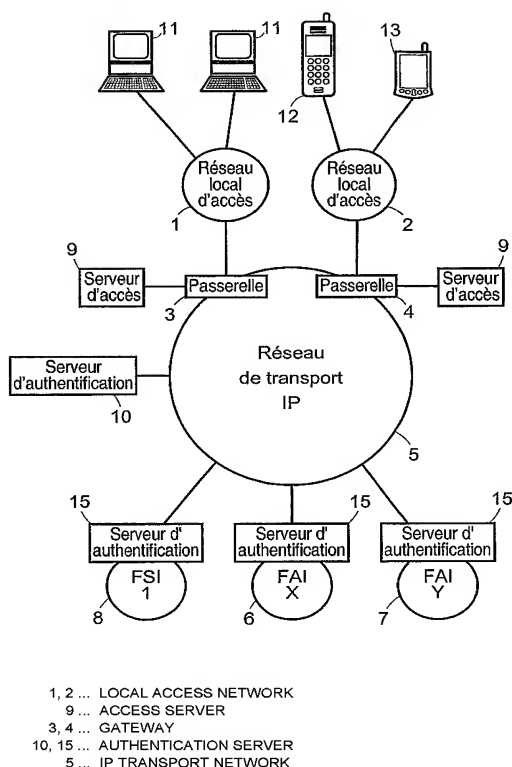 11
11
12
13
Réseau
local
d'accès
1
Réseau
local
d'accès
2
9
Serveur
d'accès
Passerelle
3
Passerelle
4
9
Serveur
d'accès
Réseau
de transport
IP
5
Serveur
d'authentification
10
15
Serveur d'
authentification
FSI
1
8
15
Serveur d'
authentification
FAI
X
6
15
Serveur d'
authentification
FAI
Y
7
1, 2 ... LOCAL ACCESS NETWORK
9 ... ACCESS SERVER
3, 4 ... GATEWAY
10, 15 ... AUTHENTICATION SERVER
5 ... IP TRANSPORT NETWORK